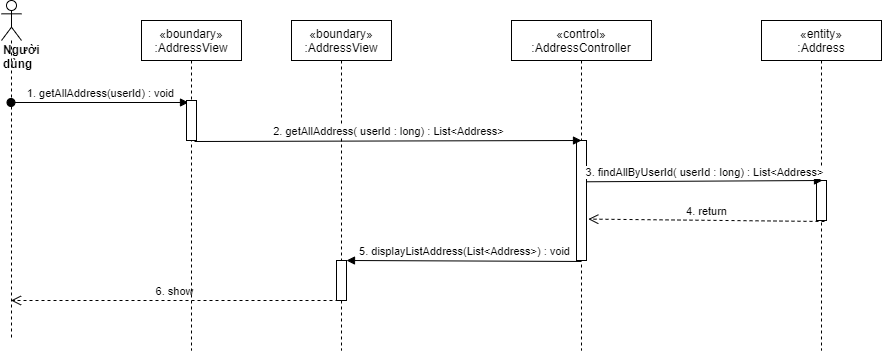 Người
dùng
«boundary»
:AddressView
«boundary»
:AddressView
«control»
:AddressController
«entity»
:Address
1. getAllAddress(userId) : void
2. getAllAddress( userId : long) : List<Address>
3. findAllByUserId( userId : long) : List<Address>
4. return
5. displayListAddress(List<Address>) : void
6. show